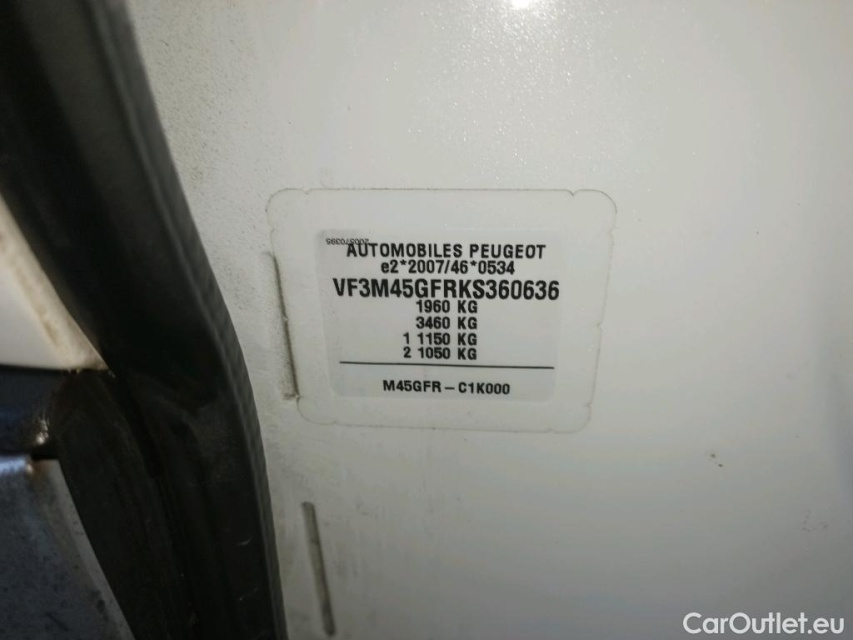 200570395
AUTOMOBILES PEUGEOT
e2*2007/46*0534
VF3M45GFRKS360636
1960 KG
3460 KG
1 1150 KG
2 1050 KG
M45GFR-C1K000
CarOutlet.eu